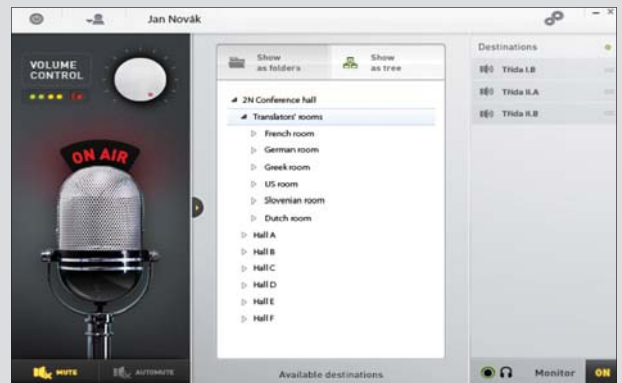 Jan Novák
VOLUME
CONTROL
ON AIR
MUTE
AUTOMUTE
Show
as folders
Show
as tree
2N Conference hall
Translators' rooms
French room
German room
Greek room
US room
Slovenian room
Dutch room
Hall A
Hall B
Hall C
Hall D
Hall E
Hall F
Available destinations
Destinations
Třída I.B
Třída II.A
Třída II.B
Monitor
ON